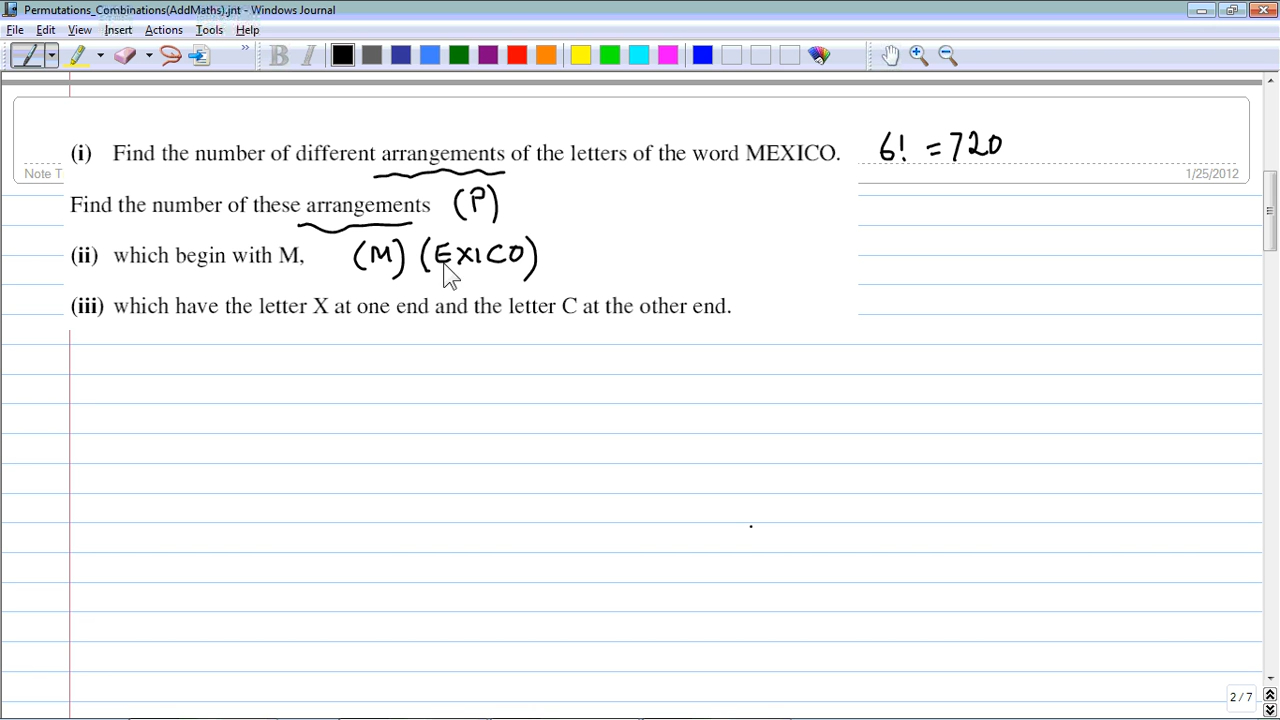 Permutations_Combinations(AddMaths).jnt - Windows Journal
File Edit View Insert Actions Tools Help
(i) Find the number of different arrangements of the letters of the word MEXICO. 6! = 720
Note T 1/25/2012
Find the number of these arrangements (P)
(ii) which begin with M, (M) (EXICO)
(iii) which have the letter X at one end and the letter C at the other end.
2 / 7